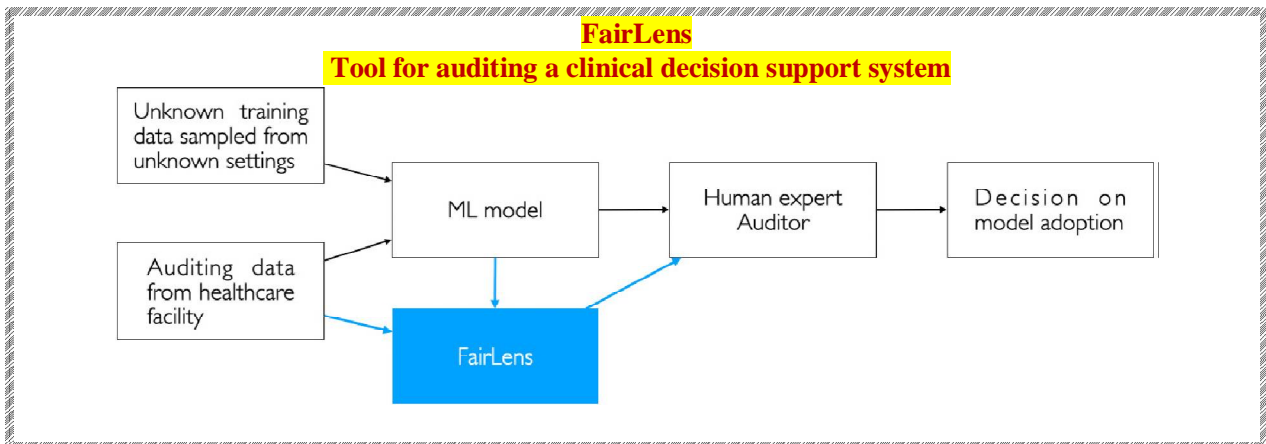 FairLens
Tool for auditing a clinical decision support system
Unknown training
data sampled from
unknown settings
ML model
Human expert
Auditor
Decision on
model adoption
Auditing data
from healthcare
facility
FairLens